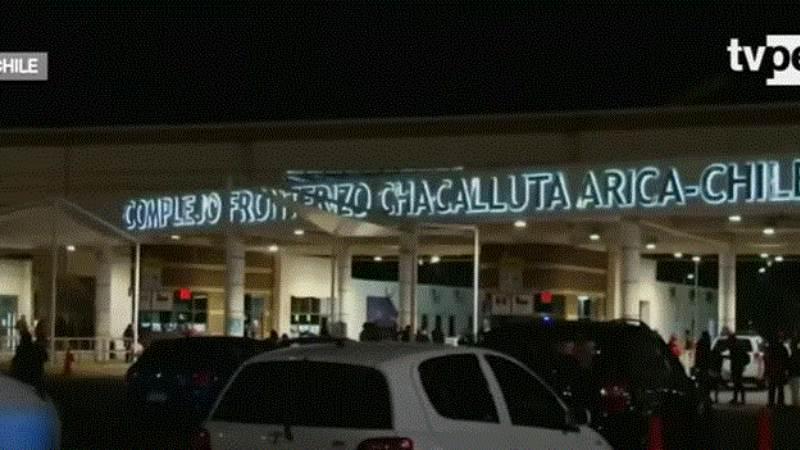 CHILE
tvpe
COMPLEJO FRONTERIZO CHACALLUTA ARICA-CHILE